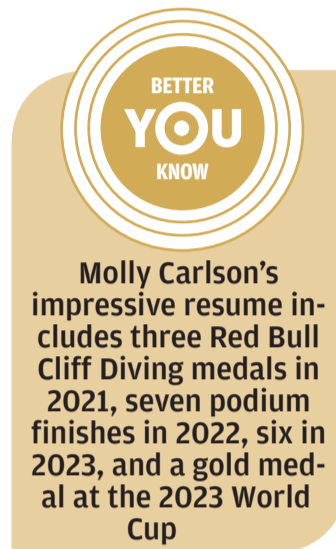 BETTER
YOU
KNOW
Molly Carlson’s
impressive resume in-
cludes three Red Bull
Cliff Diving medals in
2021, seven podium
finishes in 2022, six in
2023, and a gold med-
al at the 2023 World
Cup